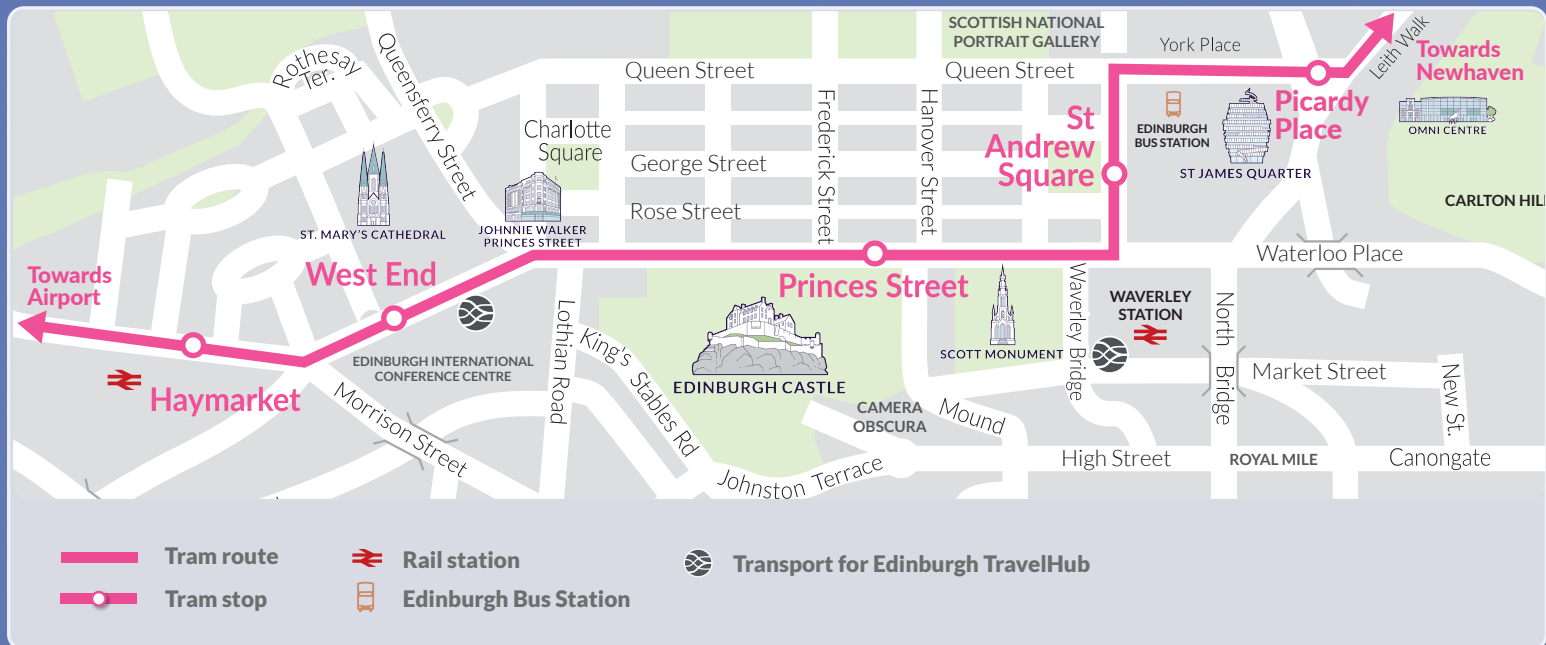 SCOTTISH NATIONAL
PORTRAIT GALLERY
York Place
Leith Walk
Towards
Newhaven
Rothesay
Ter.
Queensferry Street
Queen Street
Queen Street
Picardy
Place
OMNI CENTRE
EDINBURGH
BUS STATION
ST JAMES QUARTER
St
Andrew
Square
Charlotte
Square
George Street
Frederick Street
Hanover Street
Rose Street
CARLTON HILL
ST. MARY'S CATHEDRAL
JOHNNIE WALKER
PRINCES STREET
Waterloo Place
Towards
Airport
West End
Princes Street
Waverley Bridge
WAVERLEY
STATION
North Bridge
SCOTT MONUMENT
EDINBURGH INTERNATIONAL
CONFERENCE CENTRE
Lothian Road
King's Stables Rd
EDINBURGH CASTLE
Haymarket
Morrison Street
CAMERA
OBSCURA
Mound
Market Street
New St.
Johnston Terrace
High Street
ROYAL MILE
Canongate
Tram route
Rail station
Transport for Edinburgh TravelHub
Tram stop
Edinburgh Bus Station